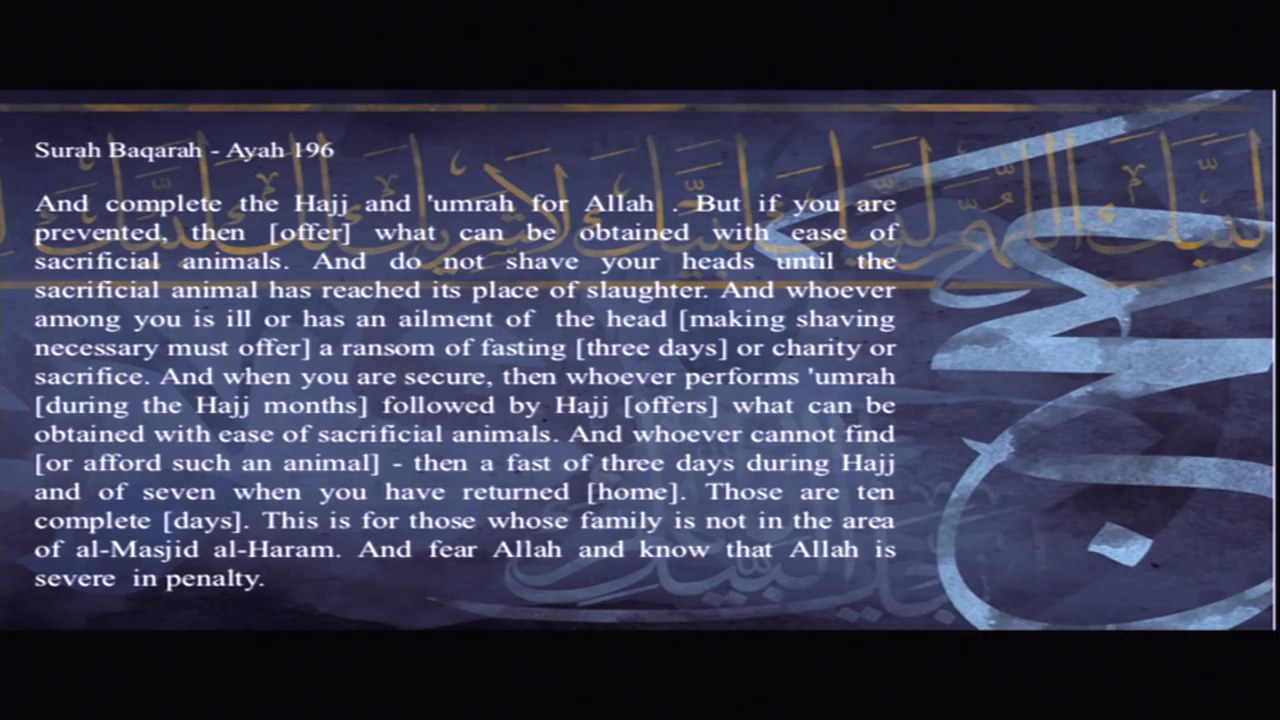 لبيك اللهم لبيك لبيك لا شريك لك لبيك
Surah Baqarah - Ayah 196
And complete the Hajj and 'umrah for Allah . But if you are
prevented, then [offer] what can be obtained with ease of
sacrificial animals. And do not shave your heads until the
sacrificial animal has reached its place of slaughter. And whoever
among you is ill or has an ailment of the head [making shaving
necessary must offer] a ransom of fasting [three days] or charity or
sacrifice. And when you are secure, then whoever performs 'umrah
[during the Hajj months] followed by Hajj [offers] what can be
obtained with ease of sacrificial animals. And whoever cannot find
[or afford such an animal] - then a fast of three days during Hajj
and of seven when you have returned [home]. Those are ten
complete [days]. This is for those whose family is not in the area
of al-Masjid al-Haram. And fear Allah and know that Allah is
severe in penalty.